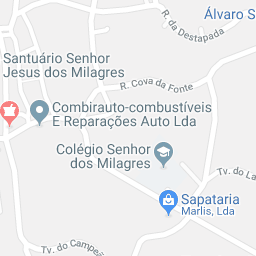 Álvaro S
R. da Destapada
Santuário Senhor
Jesus dos Milagres
R. Cova da Fonte
Combirauto-combustíveis
E Reparações Auto Lda
Colégio Senhor
dos Milagres
Tv. do La
Sapataria
Marlis, Lda
Tv. do Campeã